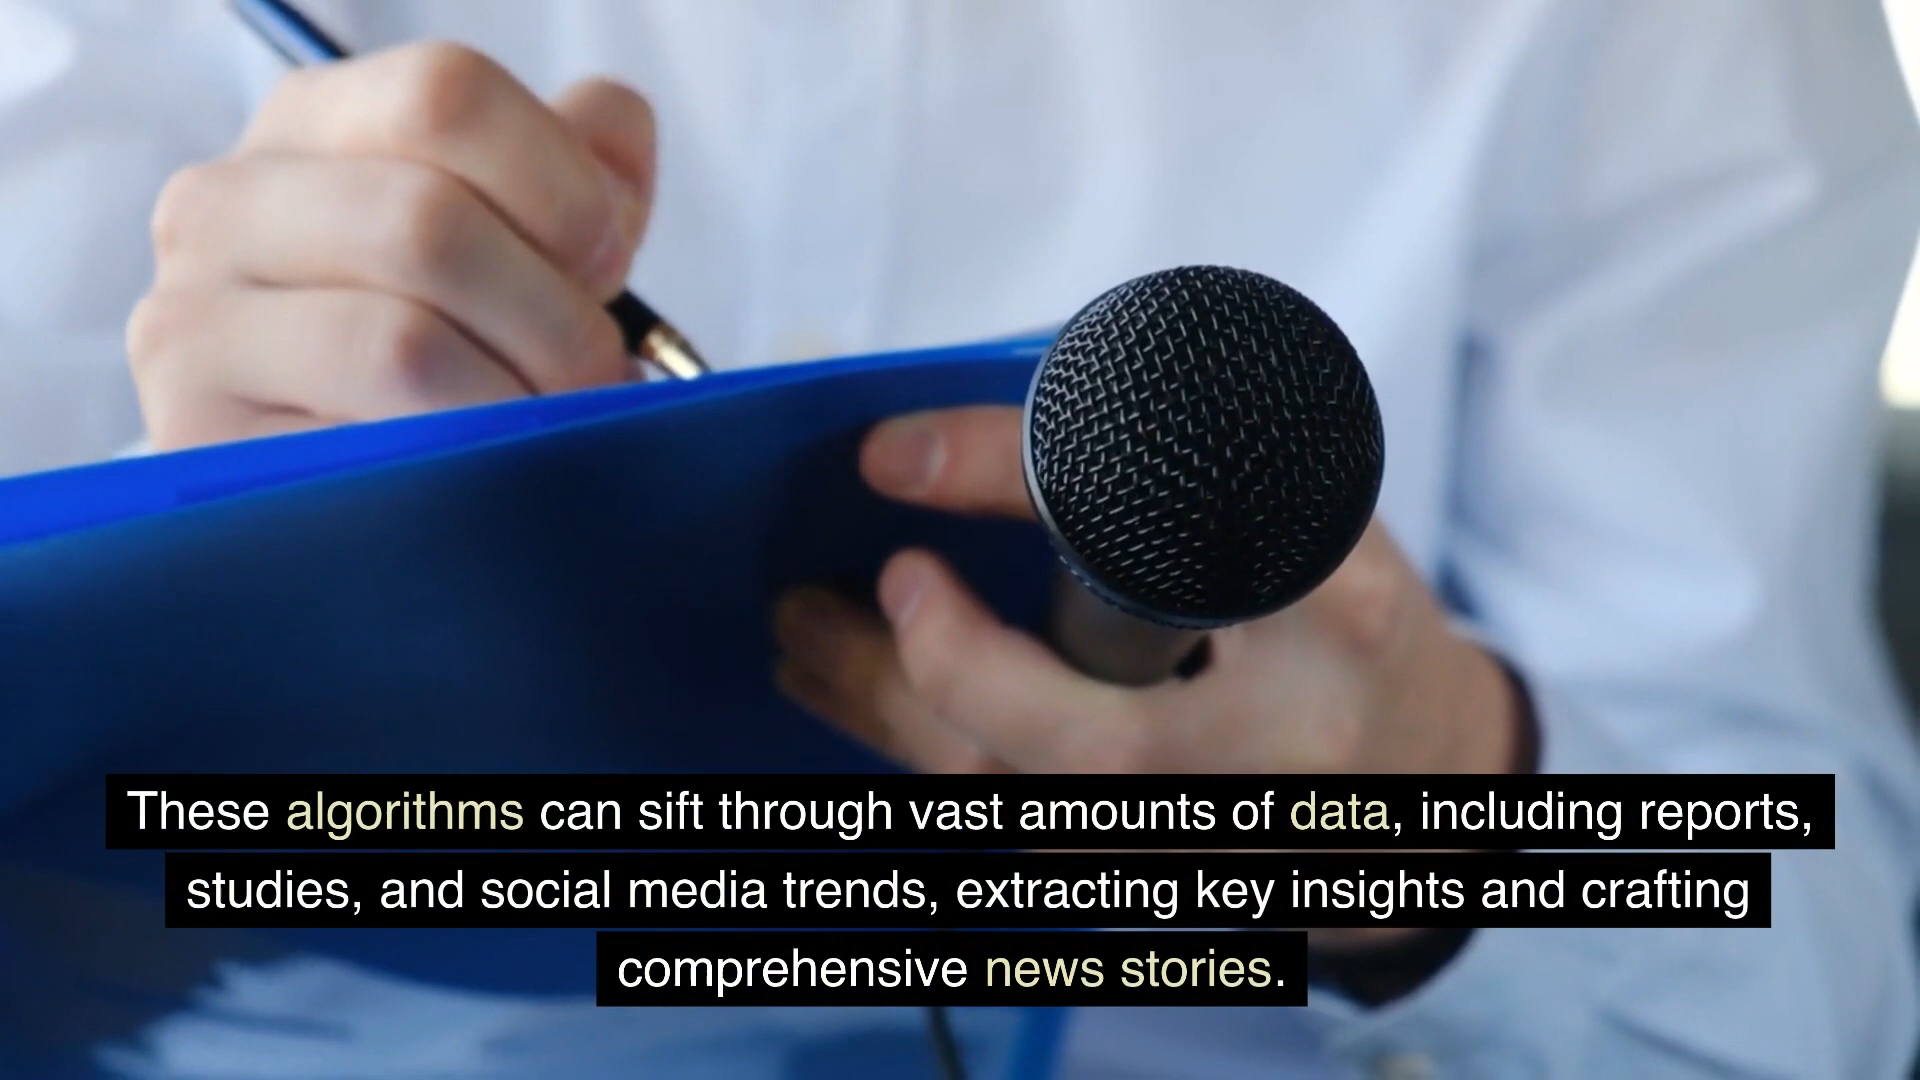 These algorithms can sift through vast amounts of data, including reports,
studies, and social media trends, extracting key insights and crafting
comprehensive news stories.